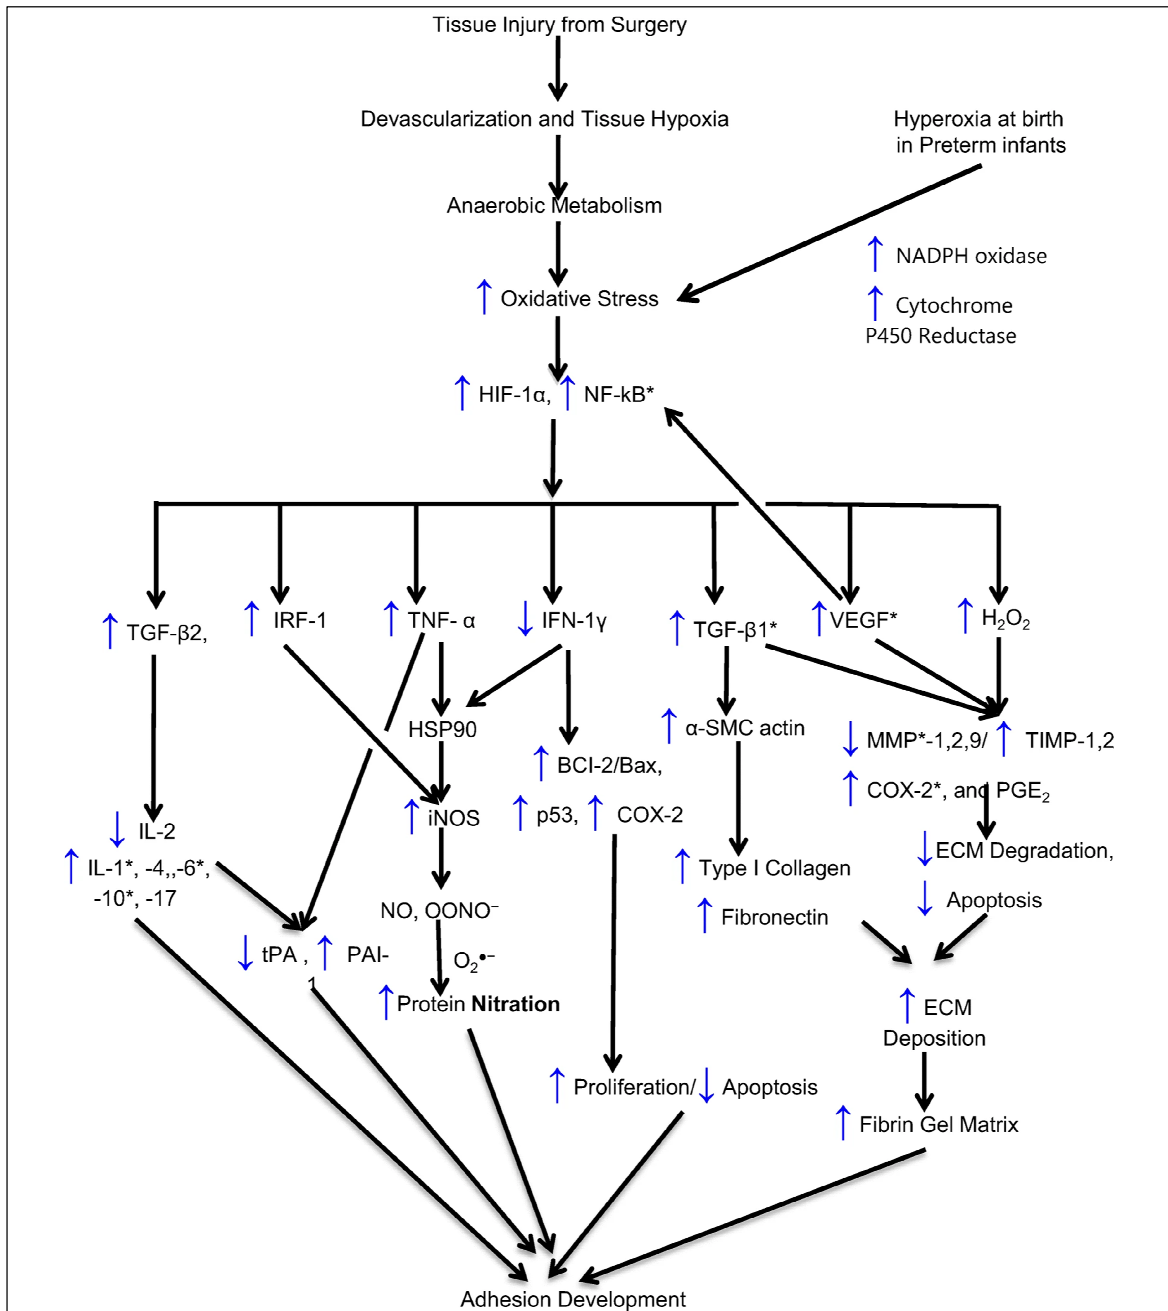 Tissue Injury from Surgery
Devascularization and Tissue Hypoxia
Hyperoxia at birth
in Preterm infants
Anaerobic Metabolism
↑ NADPH oxidase
↑ Oxidative Stress
↑ Cytochrome
P450 Reductase
↑ HIF-1α, ↑ NF-kB*
↑ TGF-β2,
↑ IRF-1
↑ TNF- α
↓ IFN-1γ
↑ TGF-β1*
↑ VEGF*
↑ H₂O₂
HSP90
↑ α-SMC actin
↓ MMP*-1,2,9/ ↑ TIMP-1,2
↑ COX-2*, and PGE₂
↑ BCI-2/Bax,
↑ p53, ↑ COX-2
↑ iNOS
↓ IL-2
↑ IL-1*, -4,,-6*,
-10*, -17
↑ Type I Collagen
↑ Fibronectin
↓ ECM Degradation,
↓ Apoptosis
NO, OONO⁻
↓ tPA , ↑ PAI-
1
O₂•⁻
↑ Protein Nitration
↑ ECM
Deposition
↑ Proliferation/ ↓ Apoptosis
↑ Fibrin Gel Matrix
Adhesion Development